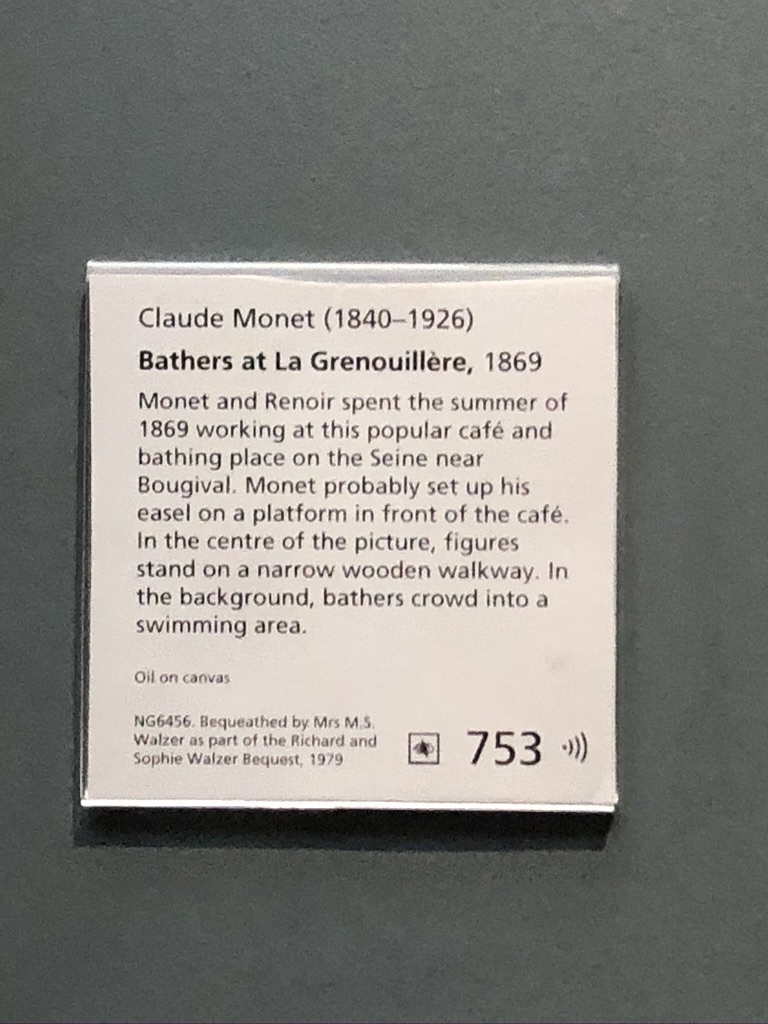 Claude Monet (1840–1926)
Bathers at La Grenouillère, 1869
Monet and Renoir spent the summer of
1869 working at this popular café and
bathing place on the Seine near
Bougival. Monet probably set up his
easel on a platform in front of the café.
In the centre of the picture, figures
stand on a narrow wooden walkway. In
the background, bathers crowd into a
swimming area.
Oil on canvas
NG6456. Bequeathed by Mrs M.S.
Walzer as part of the Richard and
Sophie Walzer Bequest, 1979
753